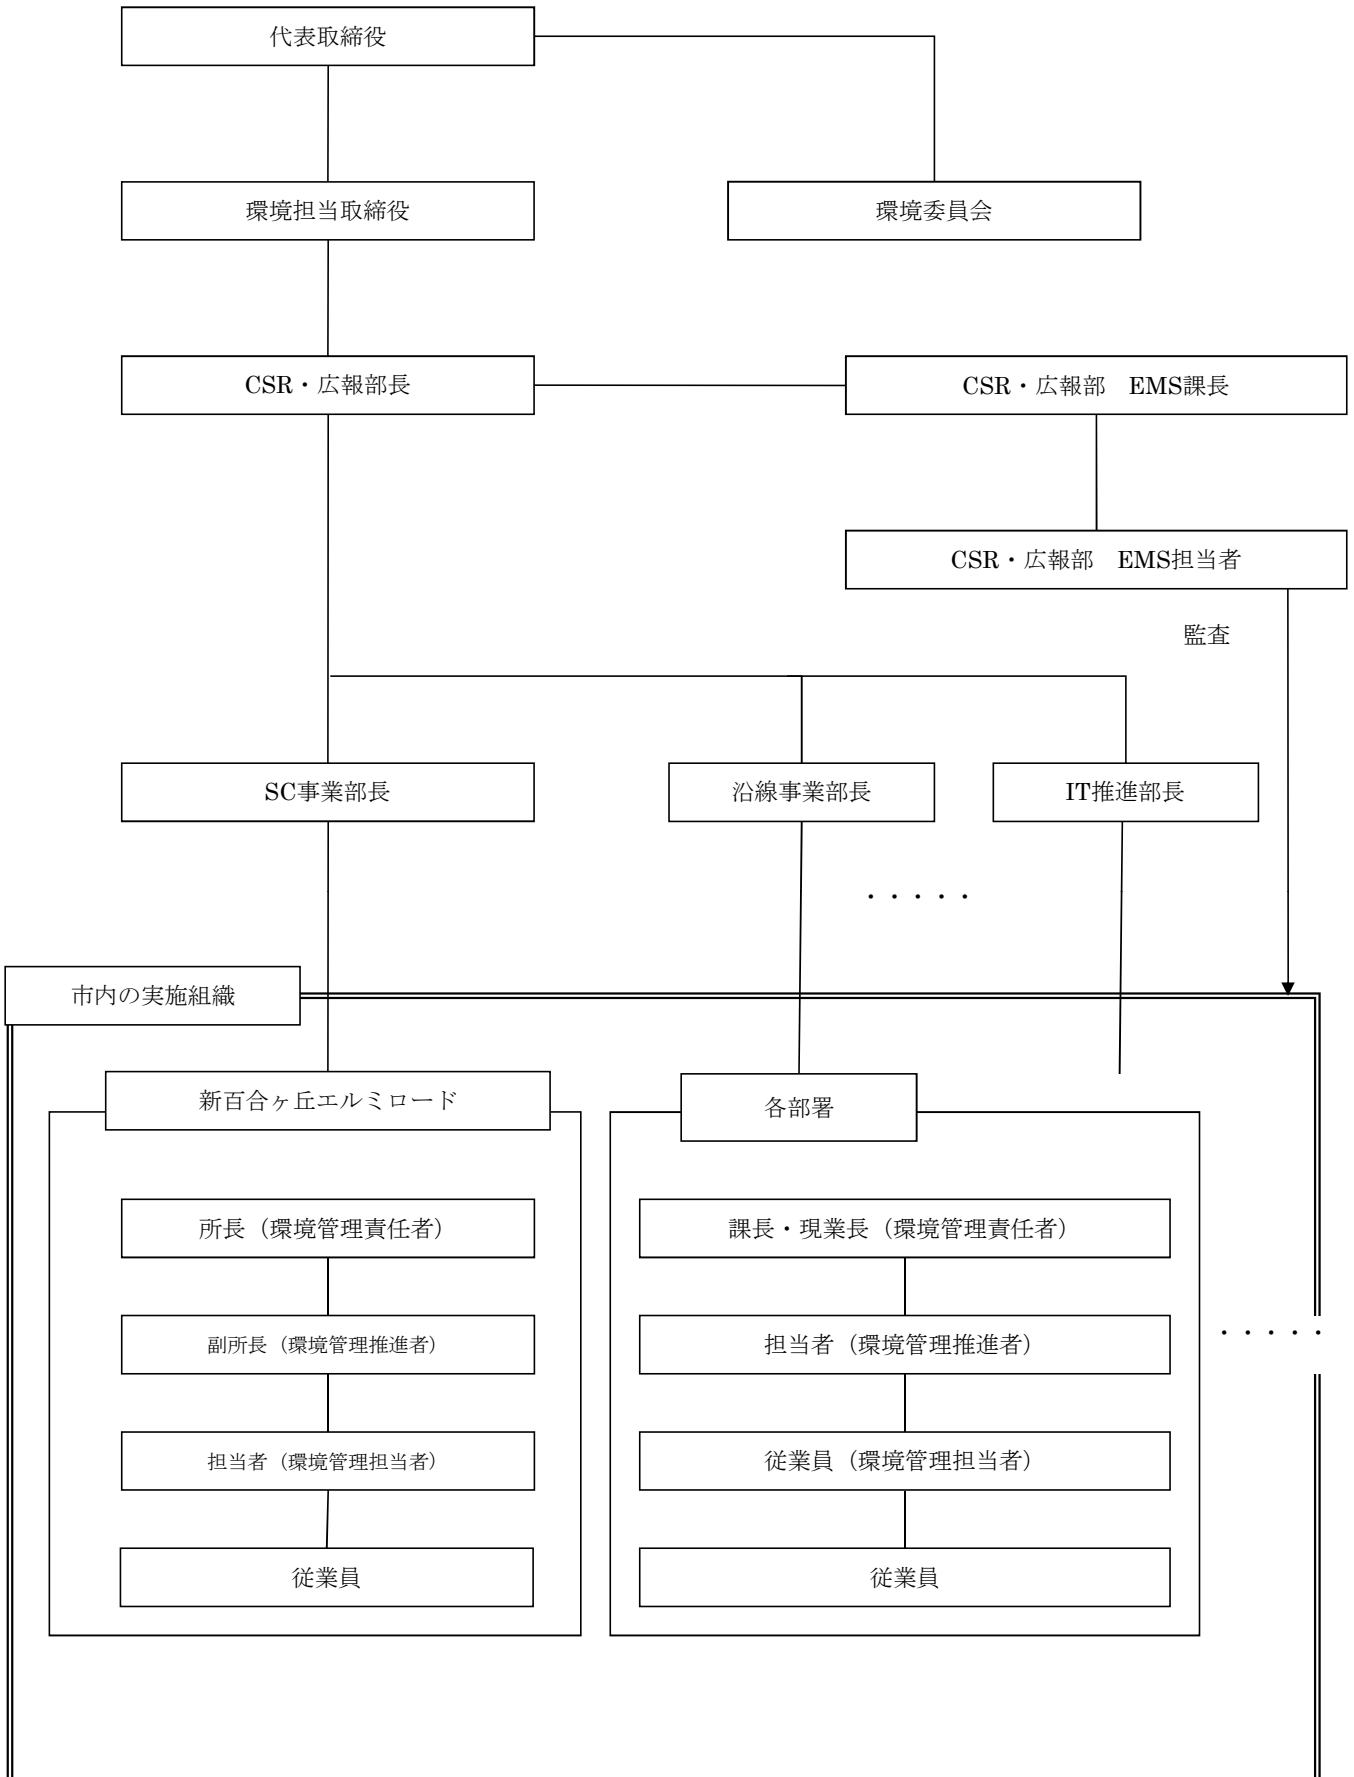 代表取締役
環境担当取締役
環境委員会
CSR・広報部長
CSR・広報部　EMS課長
CSR・広報部　EMS担当者
監査
SC事業部長
沿線事業部長
IT推進部長
・・・・・
市内の実施組織
新百合ヶ丘エルミロード
各部署
所長（環境管理責任者）
課長・現業長（環境管理責任者）
副所長（環境管理推進者）
担当者（環境管理推進者）
・・・・・
担当者（環境管理担当者）
従業員（環境管理担当者）
従業員
従業員